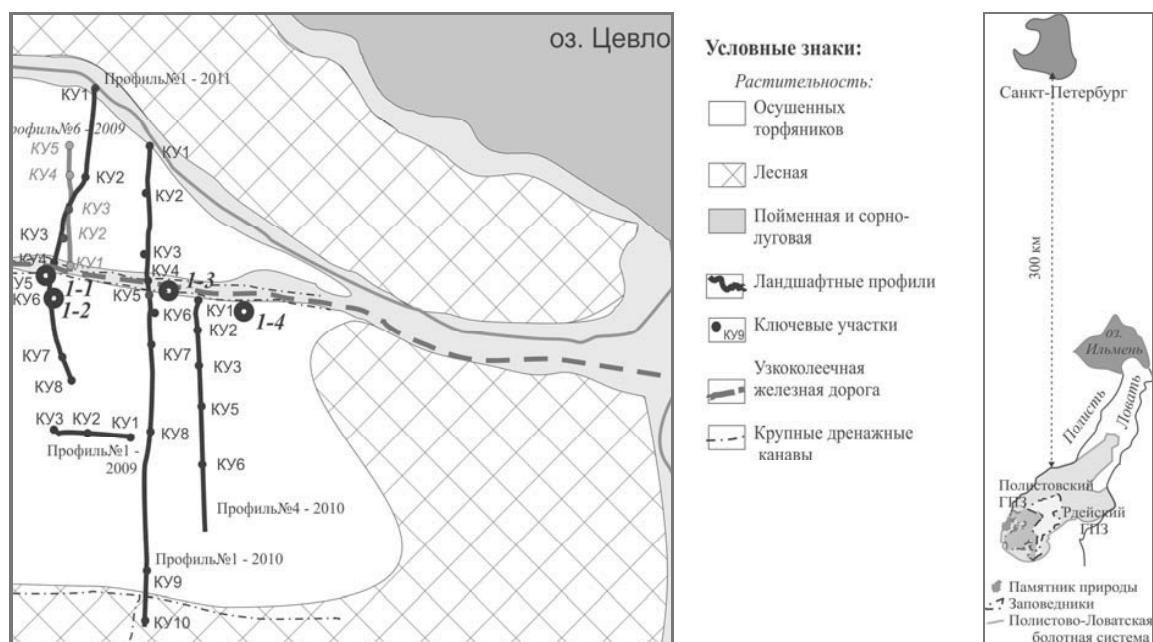 оз. Цевло
Профиль№1 - 2011
КУ1
рофиль№6 - 2009
КУ5
КУ4
КУ2
КУ3
КУ3
КУ2
КУ4
КУ1
У5
КУ6
1-1
1-2
КУ7
КУ8
КУ3
КУ2
КУ1
Профиль№1 -
2009
КУ1
КУ2
КУ3
КУ4
1-3
КУ5
КУ6
КУ7
КУ8
КУ1
1-4
КУ2
КУ3
КУ5
КУ6
Профиль№4 - 2010
Профиль№1 - 2010
КУ9
КУ10
Условные знаки:
Растительность:
Осушенных
торфяников
Лесная
Пойменная и сорно-
луговая
Ландшафтные профили
КУ9
Ключевые участки
Узкоколеечная
железная дорога
Крупные дренажные
канавы
Санкт-Петербург
300 км
оз.
Ильмень
Полисть
Ловать
Полистовский
ГПЗ
Рдейский
ГПЗ
Памятник природы
Заповедники
Полистово-Ловатская
болотная система